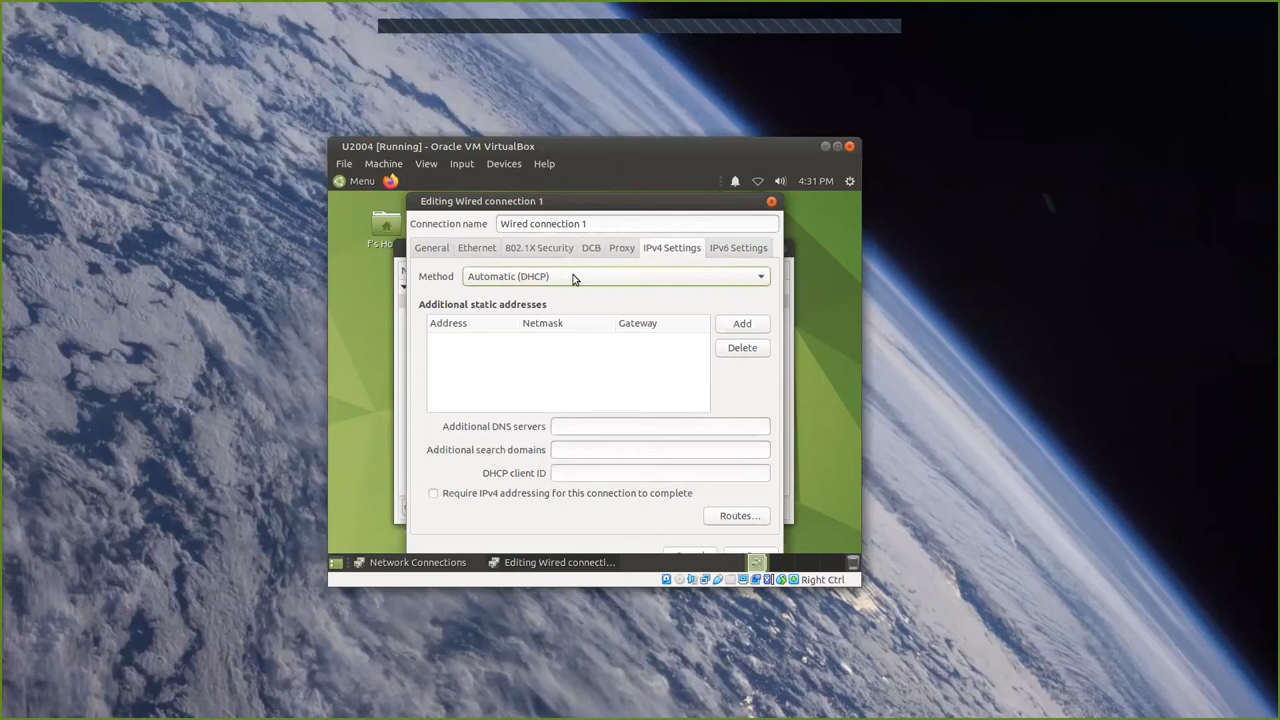 U2004 [Running] - Oracle VM VirtualBox
File Machine View Input Devices Help
Menu 4:31 PM
Editing Wired connection 1
Connection name Wired connection 1
f's Ho
General Ethernet 802.1X Security DCB Proxy IPv4 Settings IPv6 Settings
Method Automatic (DHCP)
Additional static addresses
Address Netmask Gateway Add
Delete
Additional DNS servers
Additional search domains
DHCP client ID
Require IPv4 addressing for this connection to complete
Routes...
Network Connections Editing Wired connecti...
Right Ctrl